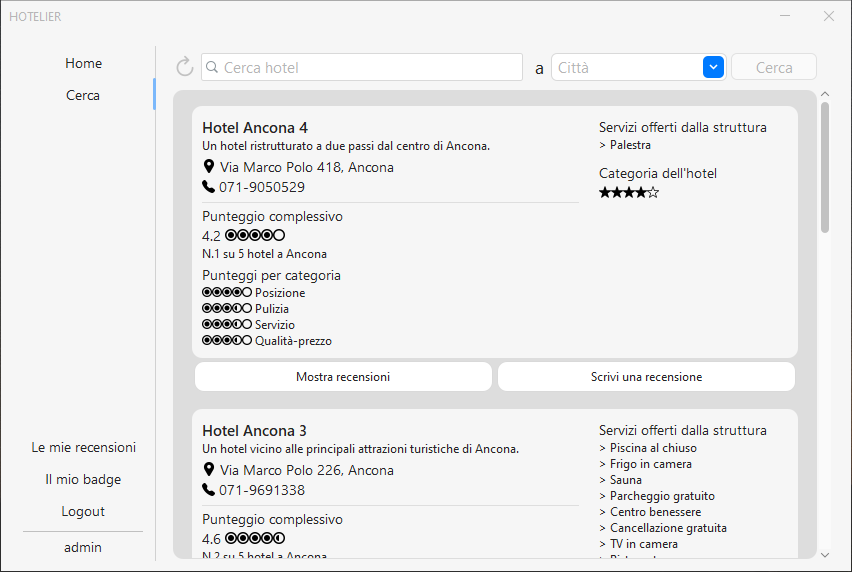 HOTELIER
Home
Cerca
Le mie recensioni
Il mio badge
Logout
admin
Cerca hotel
a
Città
Cerca
Hotel Ancona 4
Un hotel ristrutturato a due passi dal centro di Ancona.
Via Marco Polo 418, Ancona
071-9050529
Punteggio complessivo
4.2
N.1 su 5 hotel a Ancona
Punteggi per categoria
Posizione
Pulizia
Servizio
Qualità-prezzo
Servizi offerti dalla struttura
> Palestra
Categoria dell'hotel
Mostra recensioni
Scrivi una recensione
Hotel Ancona 3
Un hotel vicino alle principali attrazioni turistiche di Ancona.
Via Marco Polo 226, Ancona
071-9691338
Punteggio complessivo
4.6
N.2 su 5 hotel a Ancona
Servizi offerti dalla struttura
> Piscina al chiuso
> Frigo in camera
> Sauna
> Parcheggio gratuito
> Centro benessere
> Cancellazione gratuita
> TV in camera